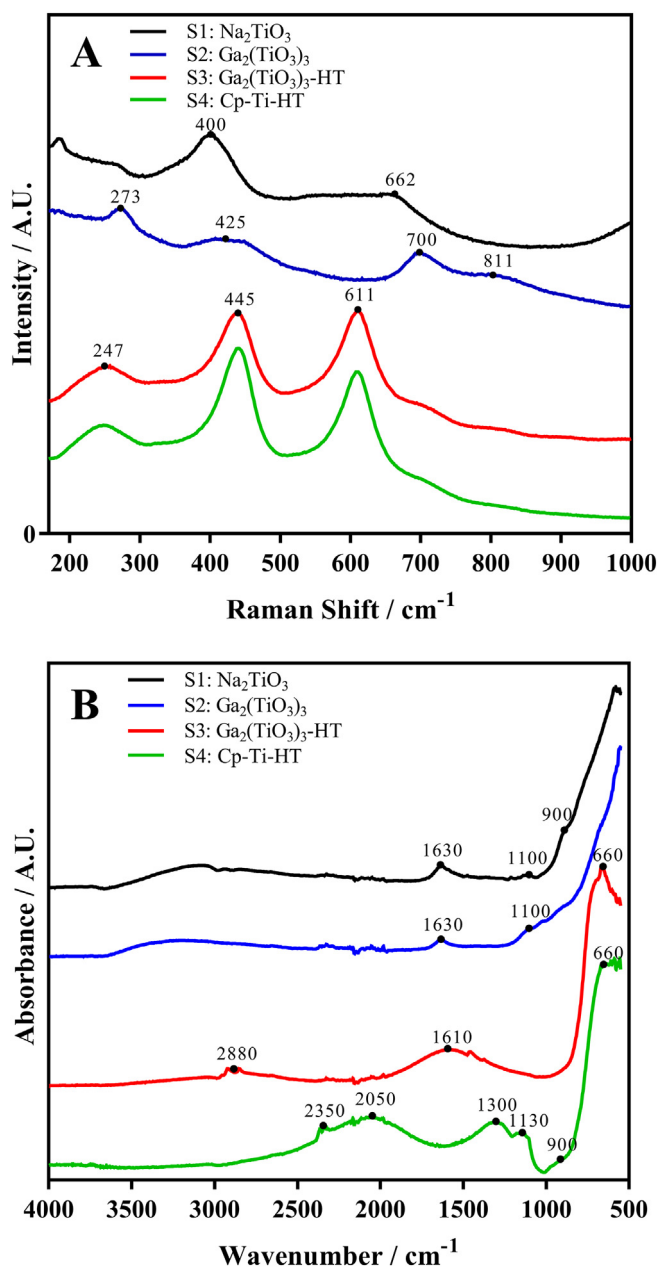 A
S1: Na₂TiO₃
S2: Ga₂(TiO₃)₃
S3: Ga₂(TiO₃)₃-HT
S4: Cp-Ti-HT
400
662
273
425
700
811
247
445
611
Intensity / A.U.
0
200 300 400 500 600 700 800 900 1000
Raman Shift / cm⁻¹
B
S1: Na₂TiO₃
S2: Ga₂(TiO₃)₃
S3: Ga₂(TiO₃)₃-HT
S4: Cp-Ti-HT
1630
1100
900
1630
1100
660
2880
1610
660
2350
2050
1300
1130
900
Absorbance / A.U.
4000 3500 3000 2500 2000 1500 1000 500
Wavenumber / cm⁻¹